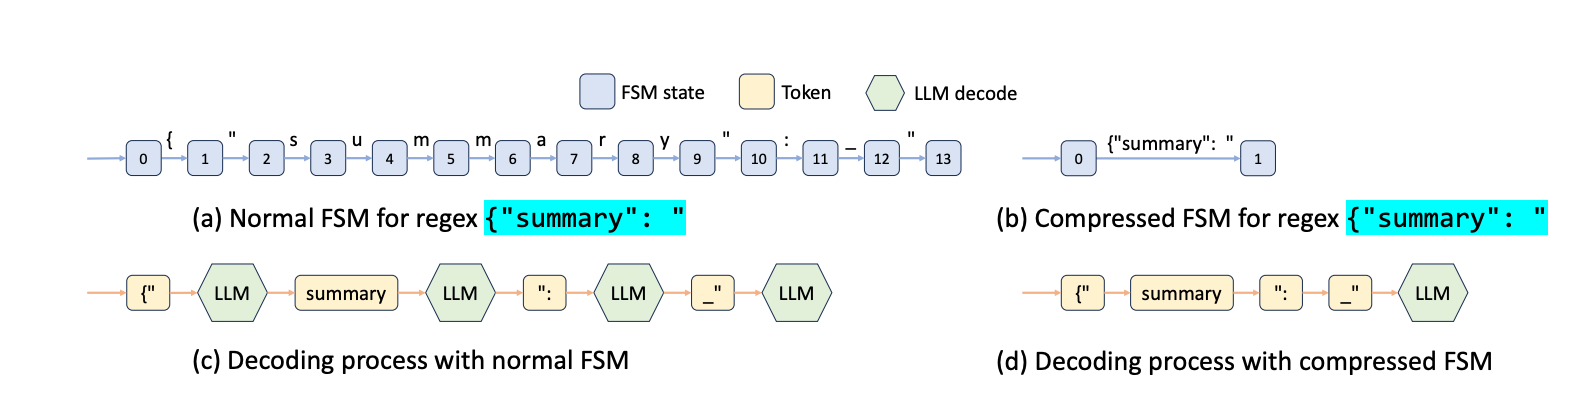 FSM state Token LLM decode
{ " s u m m a r y " : _ "
0 1 2 3 4 5 6 7 8 9 10 11 12 13
{"summary": "
0 1
(a) Normal FSM for regex {"summary": "
(b) Compressed FSM for regex {"summary": "
{" LLM summary LLM ": LLM _" LLM
{" summary ": _" LLM
(c) Decoding process with normal FSM
(d) Decoding process with compressed FSM